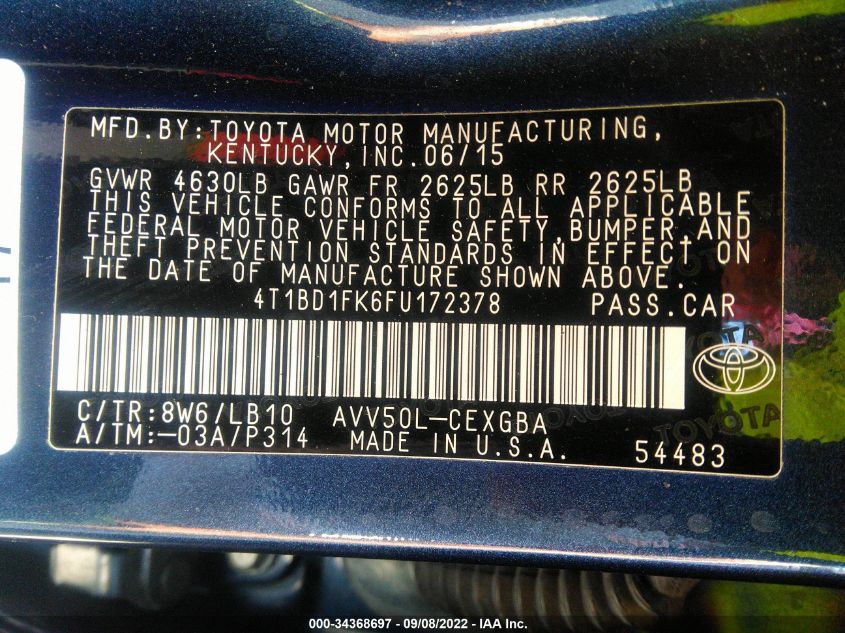 MFD.BY:TOYOTA MOTOR MANUFACTURING,
KENTUCKY,INC.06/15
GVWR 4630LB GAWR FR 2625LB RR 2625LB
THIS VEHICLE CONFORMS TO ALL APPLICABLE
FEDERAL MOTOR VEHICLE SAFETY,BUMPER,AND
THEFT PREVENTION STANDARDS IN EFFECT ON
THE DATE OF MANUFACTURE SHOWN ABOVE.
4T1BD1FK6FU172378 PASS.CAR
TOYOTA
C/TR:8W6/LB10 AVV50L-CEXGBA
TOYOTA
A/TM:-03A/P314 MADE IN U.S.A. 54483
000-34368697 - 09/08/2022 - IAA Inc.